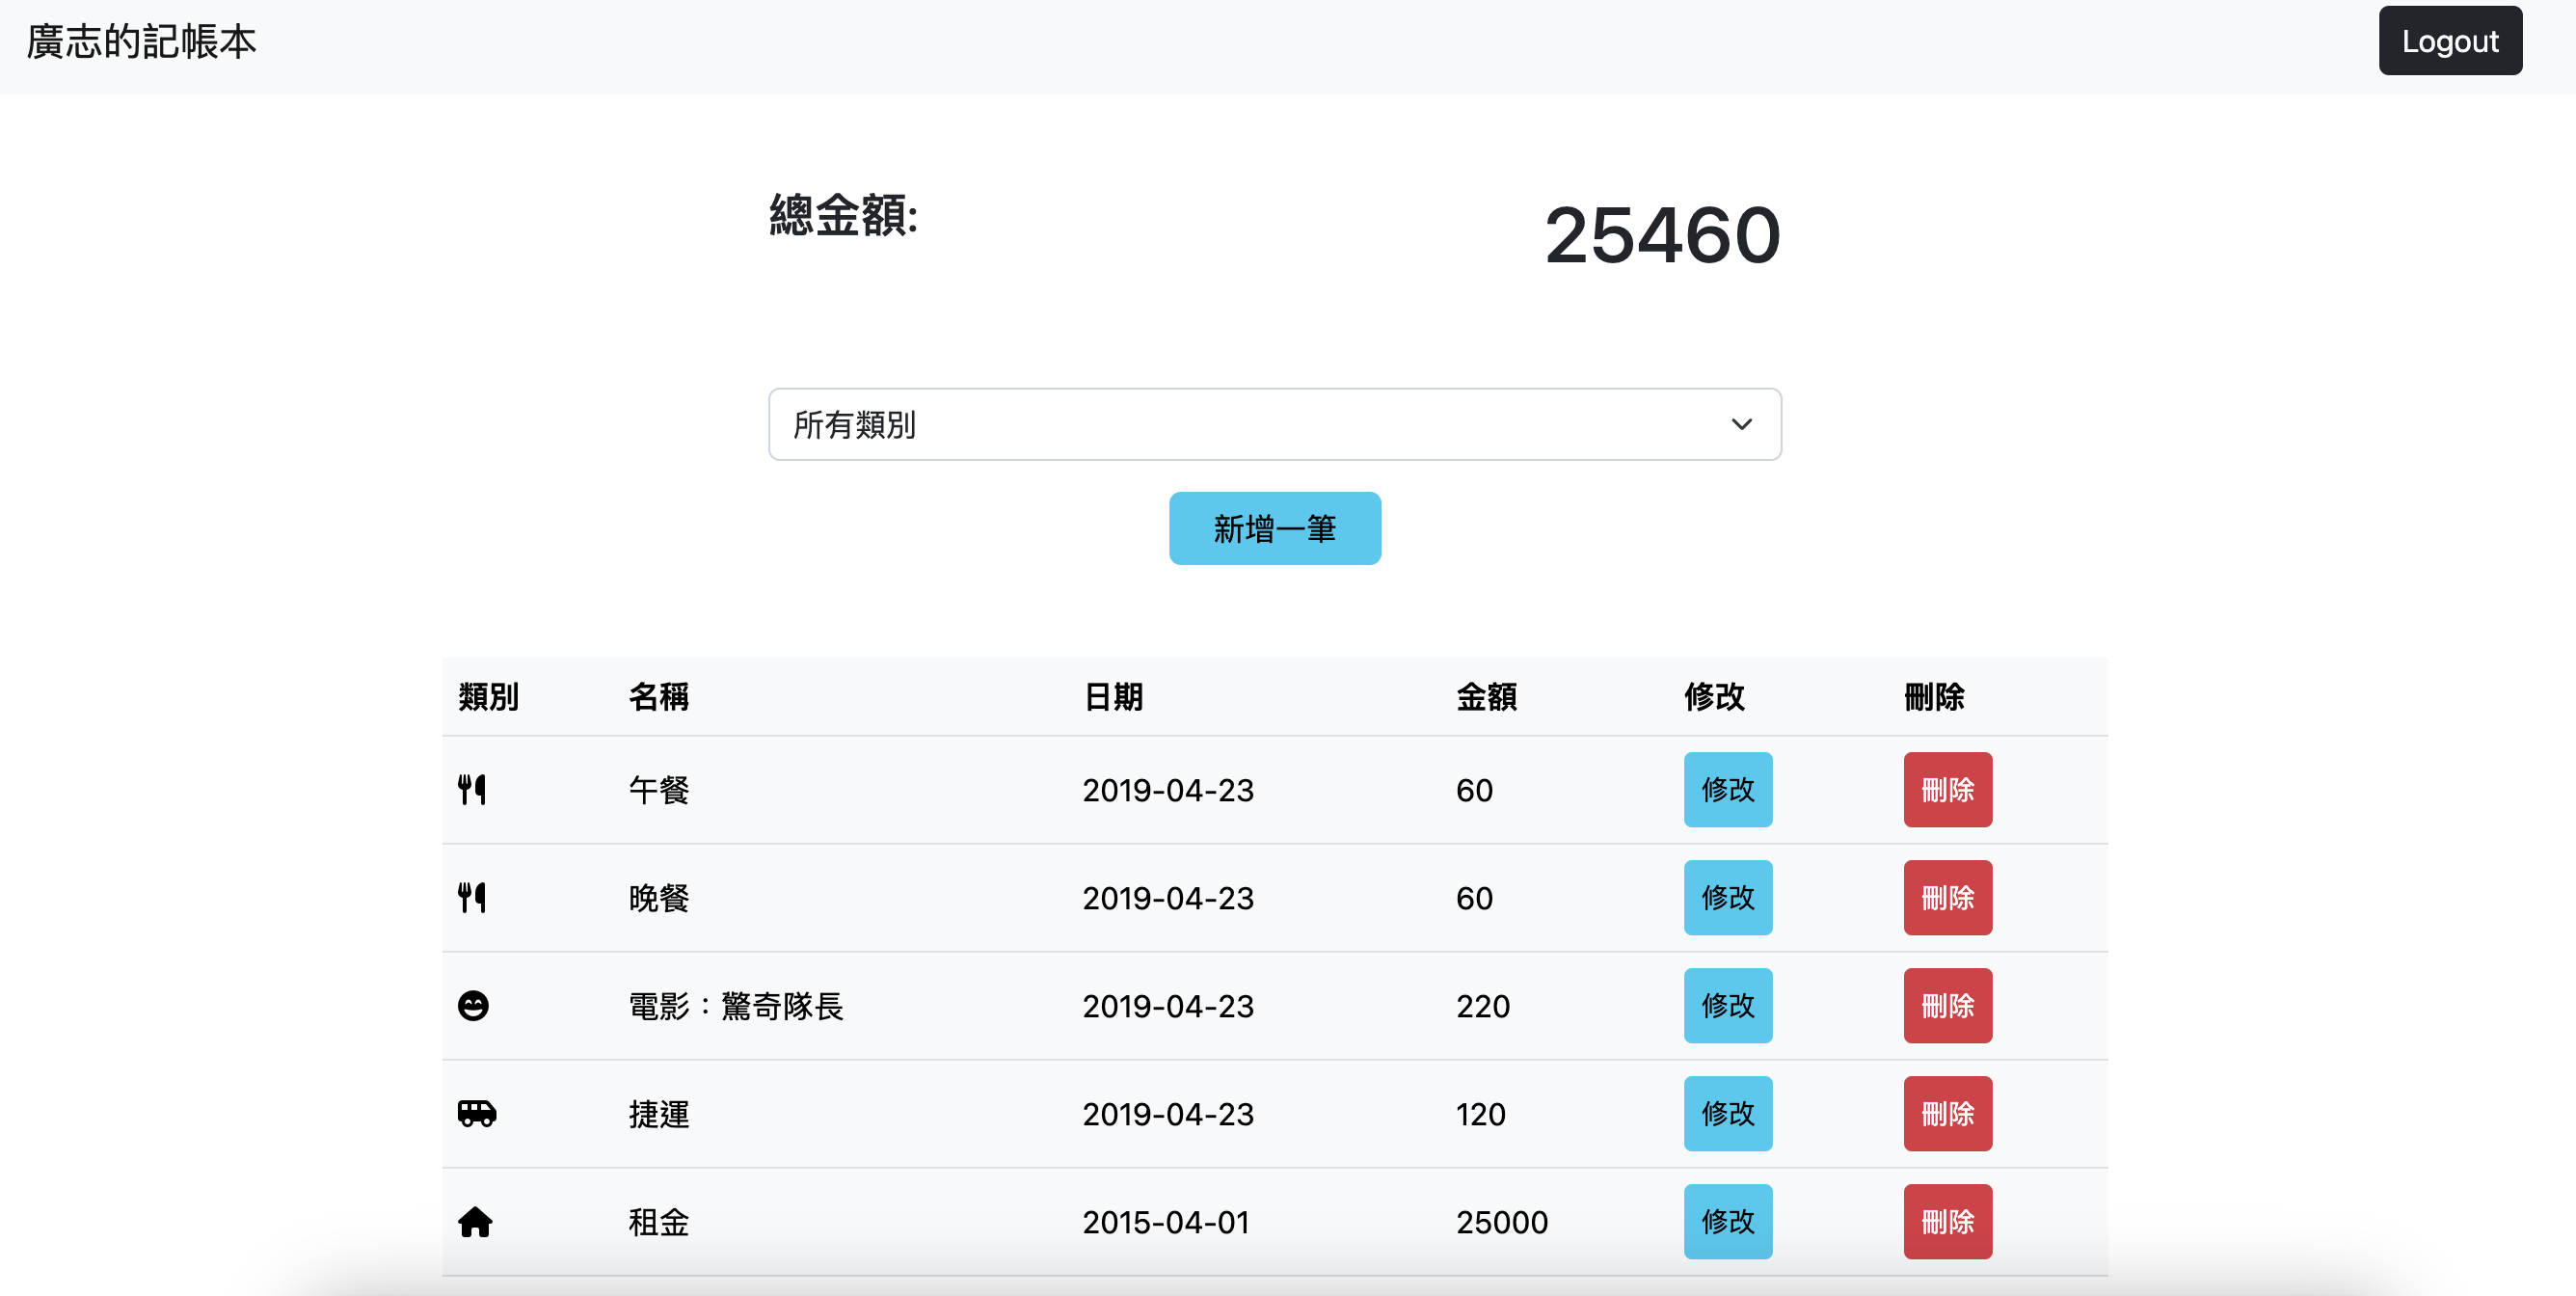 廣志的記帳本 Logout
總金額: 25460
所有類別
新增一筆
類別 名稱 日期 金額 修改 刪除
午餐 2019-04-23 60 修改 刪除
晚餐 2019-04-23 60 修改 刪除
電影：驚奇隊長 2019-04-23 220 修改 刪除
捷運 2019-04-23 120 修改 刪除
租金 2015-04-01 25000 修改 刪除